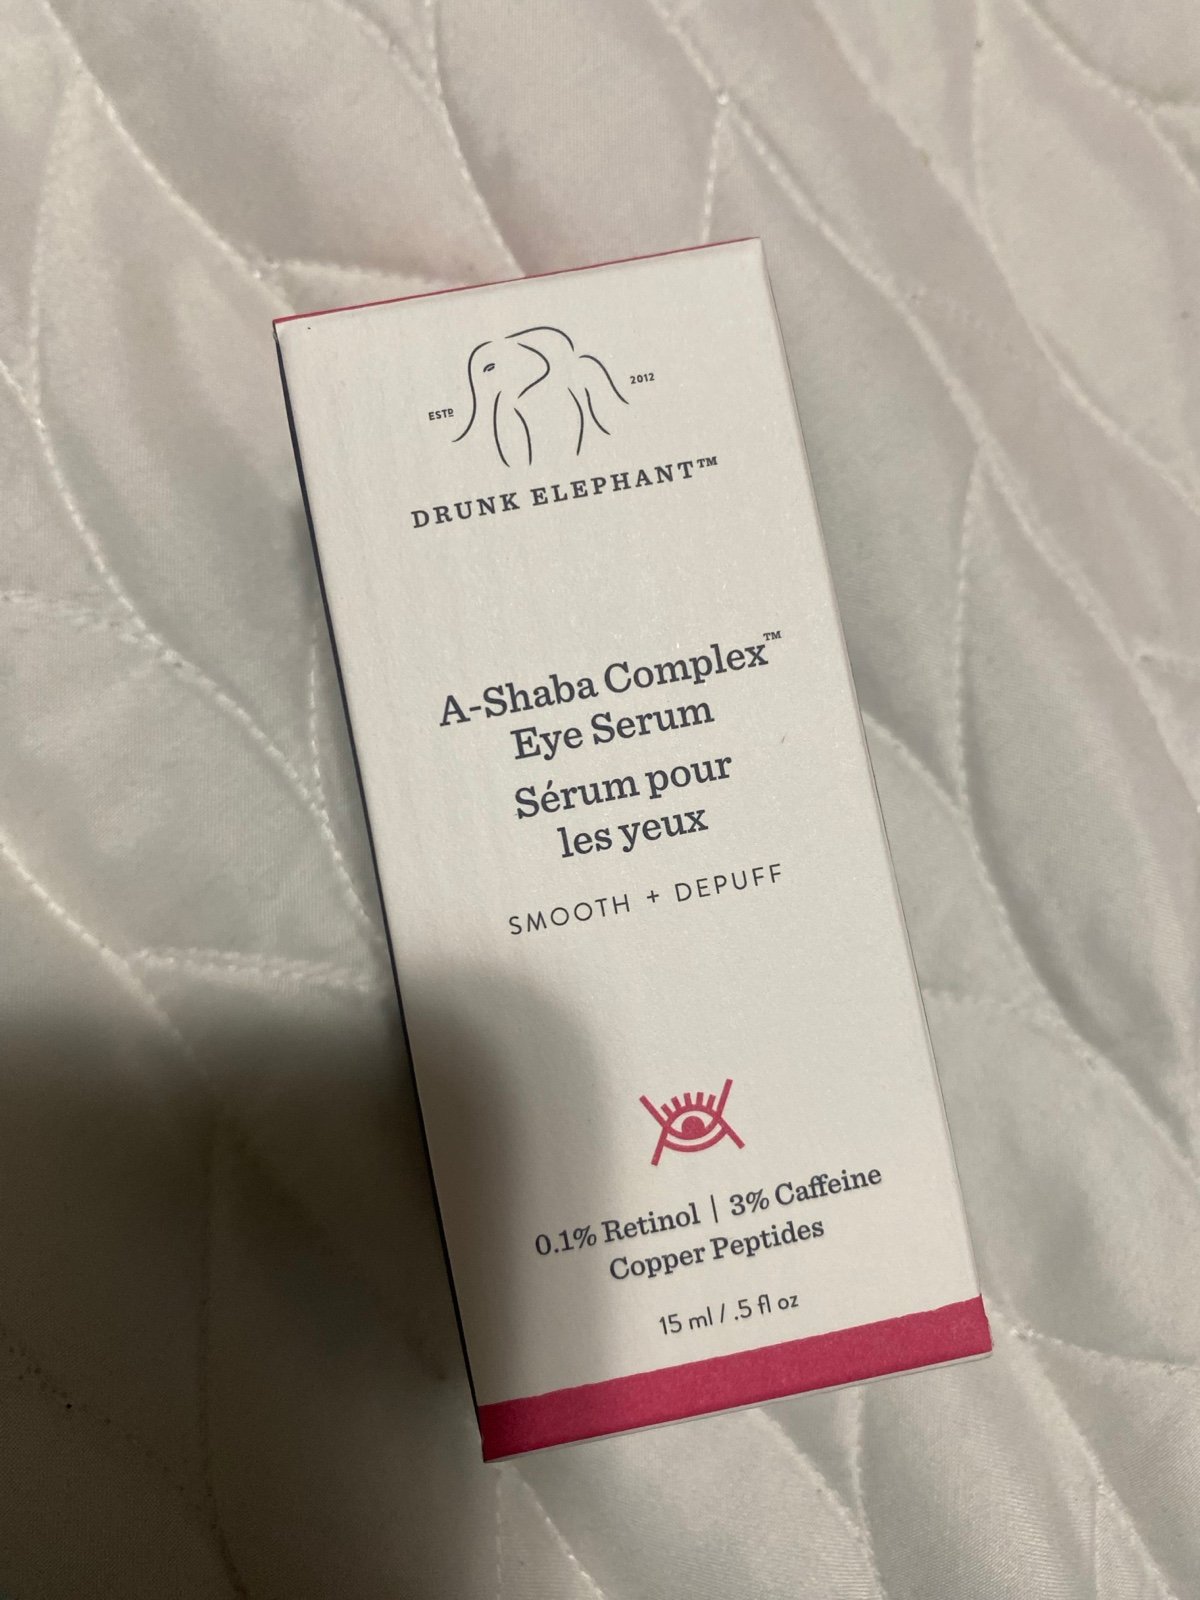 ESTD 2012
DRUNK ELEPHANT™
A-Shaba Complex™
Eye Serum
Sérum pour
les yeux
SMOOTH + DEPUFF
0.1% Retinol | 3% Caffeine
Copper Peptides
15 ml / .5 fl oz